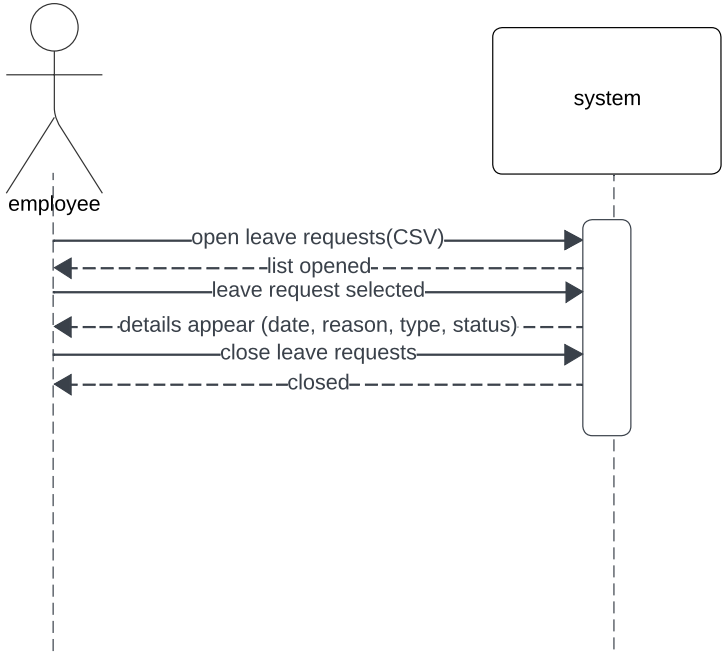 system
employee
open leave requests(CSV)
list opened
leave request selected
details appear (date, reason, type, status)
close leave requests
closed